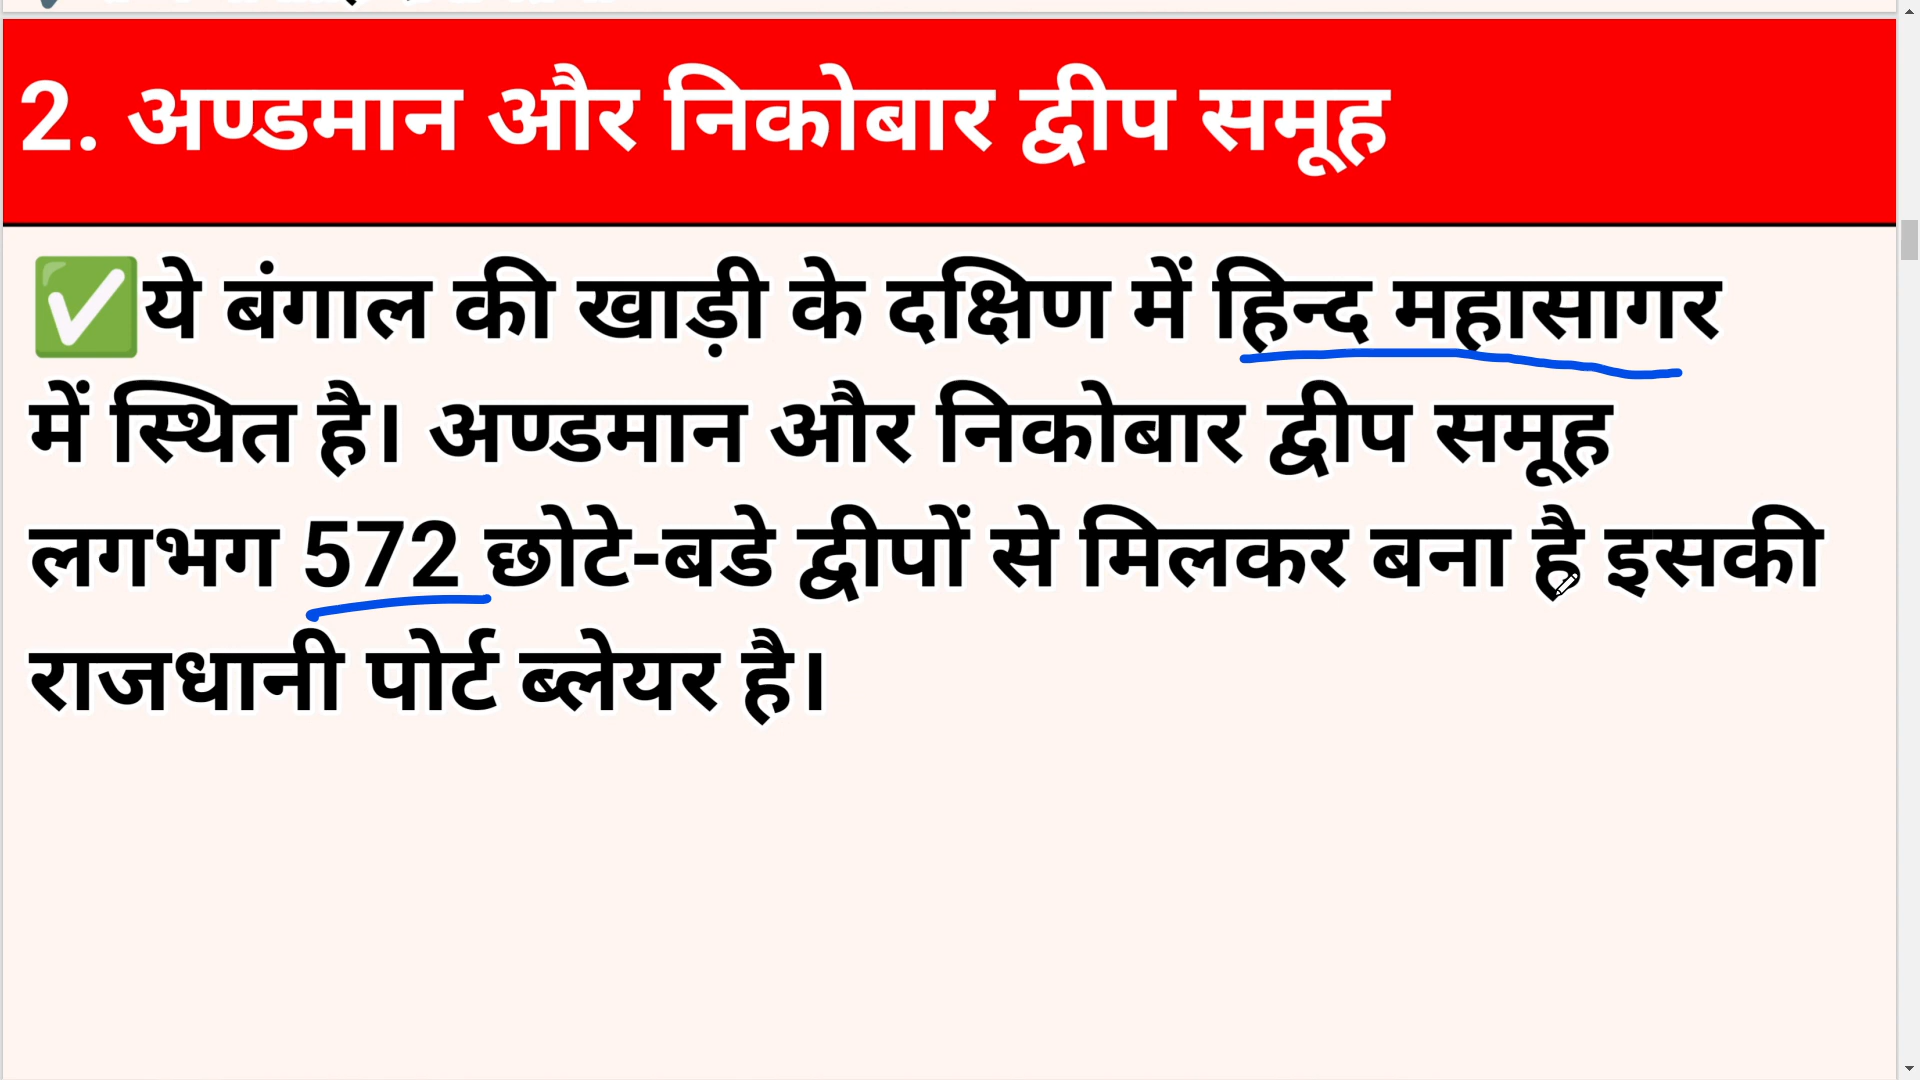 2. अण्डमान और निकोबार द्वीप समूह
✅ये बंगाल की खाड़ी के दक्षिण में हिन्द महासागर
में स्थित है। अण्डमान और निकोबार द्वीप समूह
लगभग 572 छोटे-बडे द्वीपों से मिलकर बना है इसकी
राजधानी पोर्ट ब्लेयर है।